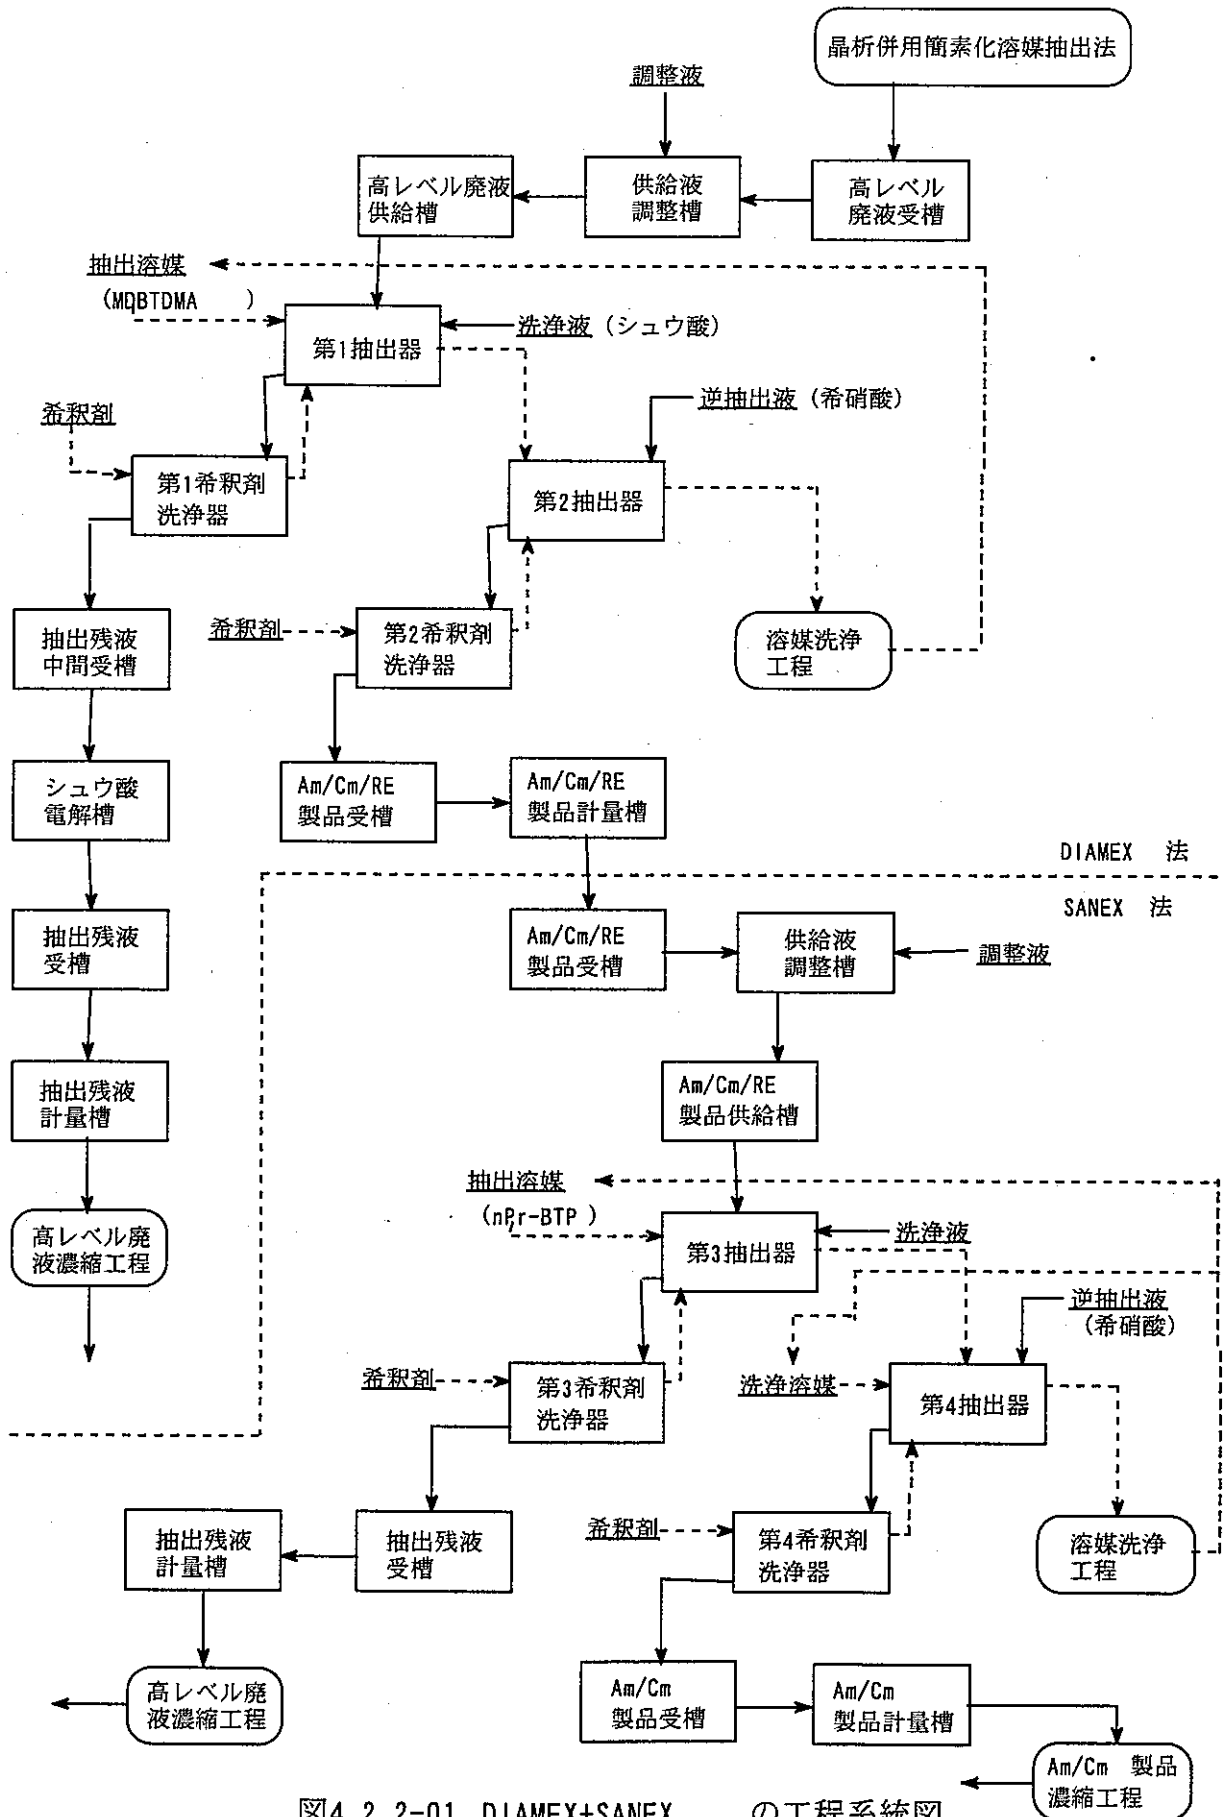 晶析併用簡素化溶媒抽出法
調整液
高レベル廃液
供給槽
供給液
調整槽
高レベル
廃液受槽
抽出溶媒
(MDBTDMA )
第1抽出器
洗浄液（シュウ酸）
希釈剤
逆抽出液（希硝酸）
第1希釈剤
洗浄器
第2抽出器
抽出残液
中間受槽
希釈剤
第2希釈剤
洗浄器
溶媒洗浄
工程
シュウ酸
電解槽
Am/Cm/RE
製品受槽
Am/Cm/RE
製品計量槽
DIAMEX 法
SANEX 法
抽出残液
受槽
Am/Cm/RE
製品受槽
供給液
調整槽
調整液
抽出残液
計量槽
Am/Cm/RE
製品供給槽
抽出溶媒
(nPr-BTP )
高レベル廃
液濃縮工程
第3抽出器
洗浄液
逆抽出液
（希硝酸）
希釈剤
第3希釈剤
洗浄器
洗浄溶媒
第4抽出器
抽出残液
計量槽
抽出残液
受槽
希釈剤
第4希釈剤
洗浄器
溶媒洗浄
工程
高レベル廃
液濃縮工程
Am/Cm
製品受槽
Am/Cm
製品計量槽
Am/Cm 製品
濃縮工程
図4.2.2-01 DIAMEX+SANEX の工程系統図